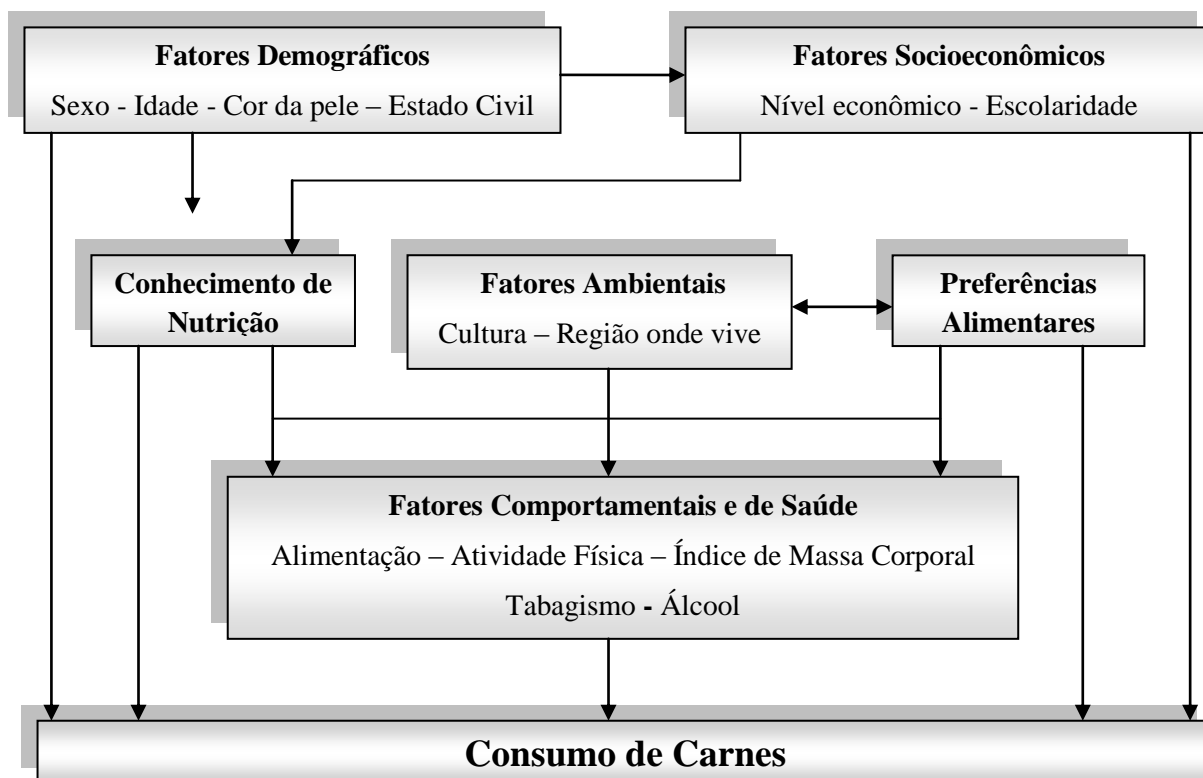 Fatores Demográficos
Sexo - Idade - Cor da pele – Estado Civil
Fatores Socioeconômicos
Nível econômico - Escolaridade
Conhecimento de
Nutrição
Fatores Ambientais
Cultura – Região onde vive
Preferências
Alimentares
Fatores Comportamentais e de Saúde
Alimentação – Atividade Física – Índice de Massa Corporal
Tabagismo - Álcool
Consumo de Carnes